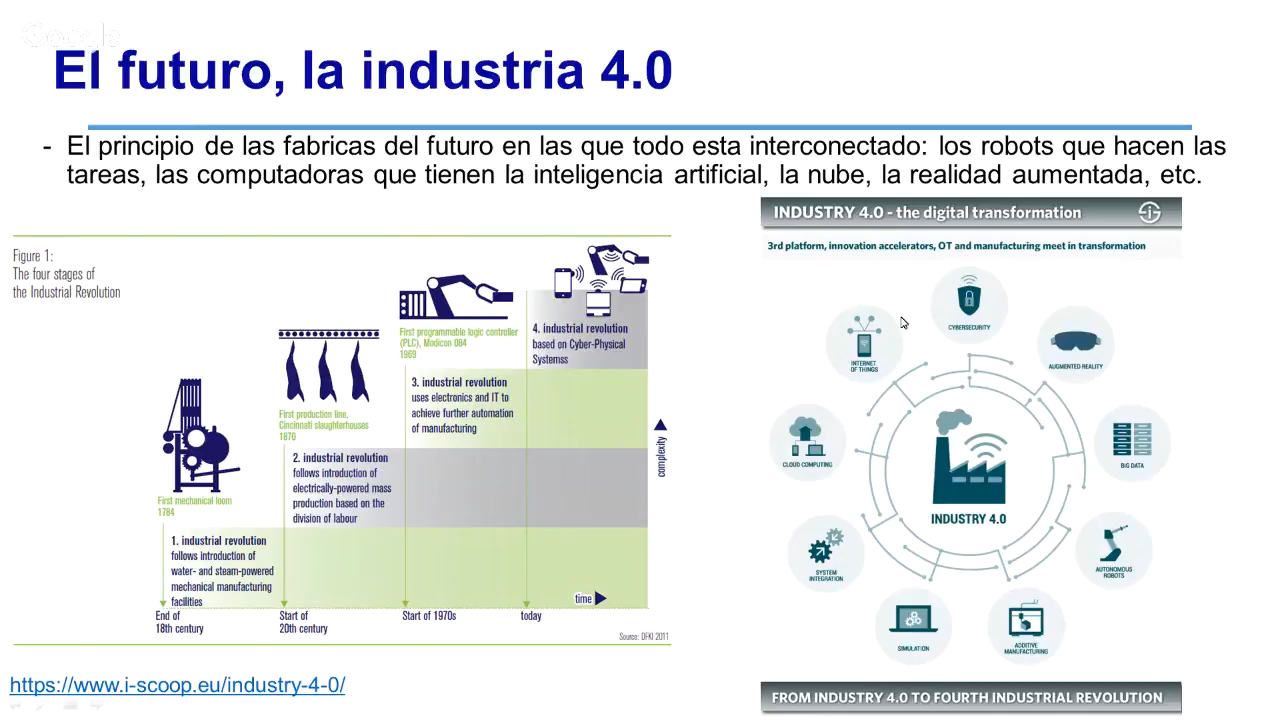 Google
El futuro, la industria 4.0
- El principio de las fabricas del futuro en las que todo esta interconectado: los robots que hacen las
tareas, las computadoras que tienen la inteligencia artificial, la nube, la realidad aumentada, etc.
Figure 1:
The four stages of
the Industrial Revolution
First mechanical loom
1784
1. industrial revolution
follows introduction of
water- and steam-powered
mechanical manufacturing
facilities
End of
18th century
First production line,
Cincinnati slaughterhouses
1870
2. industrial revolution
follows introduction of
electrically-powered mass
production based on the
division of labour
Start of
20th century
First programmable logic controller
(PLC), Modicon 084
1969
3. industrial revolution
uses electronics and IT to
achieve further automation
of manufacturing
Start of 1970s
4. industrial revolution
based on Cyber-Physical
Systemss
today
time
complexity
Source: DFKI 2011
INDUSTRY 4.0 - the digital transformation
3rd platform, innovation accelerators, OT and manufacturing meet in transformation
CYBERSECURITY
INTERNET
OF THINGS
AUGMENTED REALITY
CLOUD COMPUTING
BIG DATA
INDUSTRY 4.0
SYSTEM
INTEGRATION
AUTONOMOUS
ROBOTS
SIMULATION
ADDITIVE
MANUFACTURING
FROM INDUSTRY 4.0 TO FOURTH INDUSTRIAL REVOLUTION
https://www.i-scoop.eu/industry-4-0/